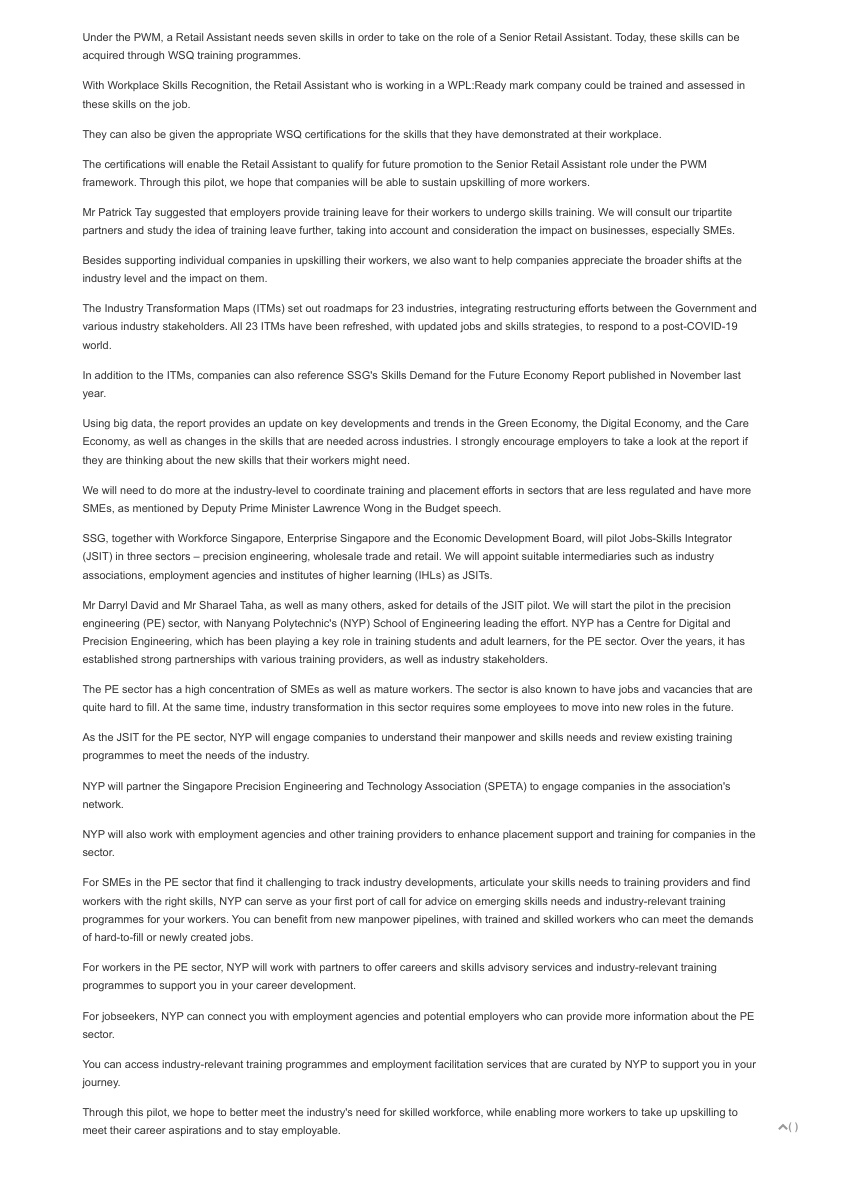 Under the PWM, a Retail Assistant needs seven skills in order to take on the role of a Senior Retail Assistant. Today, these skills can be
acquired through WSQ training programmes.
With Workplace Skills Recognition, the Retail Assistant who is working in a WPL:Ready mark company could be trained and assessed in
these skills on the job.
They can also be given the appropriate WSQ certifications for the skills that they have demonstrated at their workplace.
The certifications will enable the Retail Assistant to qualify for future promotion to the Senior Retail Assistant role under the PWM
framework. Through this pilot, we hope that companies will be able to sustain upskilling of more workers.
Mr Patrick Tay suggested that employers provide training leave for their workers to undergo skills training. We will consult our tripartite
partners and study the idea of training leave further, taking into account and consideration the impact on businesses, especially SMEs.
Besides supporting individual companies in upskilling their workers, we also want to help companies appreciate the broader shifts at the
industry level and the impact on them.
The Industry Transformation Maps (ITMs) set out roadmaps for 23 industries, integrating restructuring efforts between the Government and
various industry stakeholders. All 23 ITMs have been refreshed, with updated jobs and skills strategies, to respond to a post-COVID-19
world.
In addition to the ITMs, companies can also reference SSG's Skills Demand for the Future Economy Report published in November last
year.
Using big data, the report provides an update on key developments and trends in the Green Economy, the Digital Economy, and the Care
Economy, as well as changes in the skills that are needed across industries. I strongly encourage employers to take a look at the report if
they are thinking about the new skills that their workers might need.
We will need to do more at the industry-level to coordinate training and placement efforts in sectors that are less regulated and have more
SMEs, as mentioned by Deputy Prime Minister Lawrence Wong in the Budget speech.
SSG, together with Workforce Singapore, Enterprise Singapore and the Economic Development Board, will pilot Jobs-Skills Integrator
(JSIT) in three sectors – precision engineering, wholesale trade and retail. We will appoint suitable intermediaries such as industry
associations, employment agencies and institutes of higher learning (IHLs) as JSITs.
Mr Darryl David and Mr Sharael Taha, as well as many others, asked for details of the JSIT pilot. We will start the pilot in the precision
engineering (PE) sector, with Nanyang Polytechnic's (NYP) School of Engineering leading the effort. NYP has a Centre for Digital and
Precision Engineering, which has been playing a key role in training students and adult learners, for the PE sector. Over the years, it has
established strong partnerships with various training providers, as well as industry stakeholders.
The PE sector has a high concentration of SMEs as well as mature workers. The sector is also known to have jobs and vacancies that are
quite hard to fill. At the same time, industry transformation in this sector requires some employees to move into new roles in the future.
As the JSIT for the PE sector, NYP will engage companies to understand their manpower and skills needs and review existing training
programmes to meet the needs of the industry.
NYP will partner the Singapore Precision Engineering and Technology Association (SPETA) to engage companies in the association's
network.
NYP will also work with employment agencies and other training providers to enhance placement support and training for companies in the
sector.
For SMEs in the PE sector that find it challenging to track industry developments, articulate your skills needs to training providers and find
workers with the right skills, NYP can serve as your first port of call for advice on emerging skills needs and industry-relevant training
programmes for your workers. You can benefit from new manpower pipelines, with trained and skilled workers who can meet the demands
of hard-to-fill or newly created jobs.
For workers in the PE sector, NYP will work with partners to offer careers and skills advisory services and industry-relevant training
programmes to support you in your career development.
For jobseekers, NYP can connect you with employment agencies and potential employers who can provide more information about the PE
sector.
You can access industry-relevant training programmes and employment facilitation services that are curated by NYP to support you in your
journey.
Through this pilot, we hope to better meet the industry's need for skilled workforce, while enabling more workers to take up upskilling to
meet their career aspirations and to stay employable.
( )